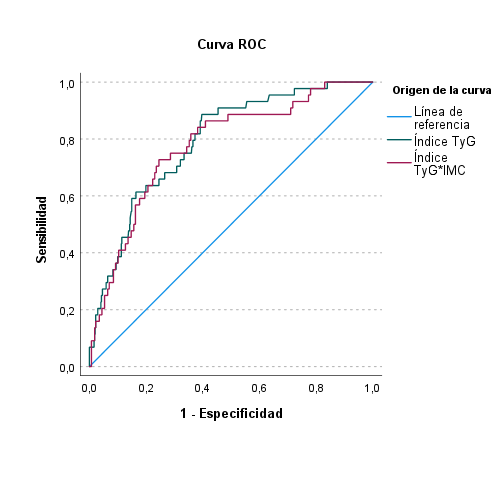 Curva ROC
Origen de la curva
Línea de
referencia
Índice TyG
Índice
TyG*IMC
Sensibilidad
1,0
0,8
0,6
0,4
0,2
0,0
0,0 0,2 0,4 0,6 0,8 1,0
1 - Especificidad